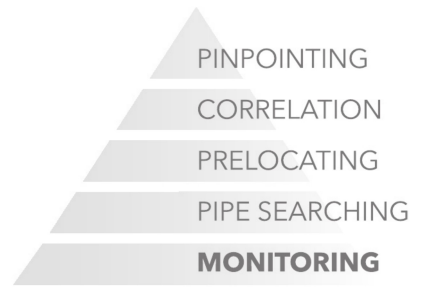 PINPOINTING
CORRELATION
PRELOCATING
PIPE SEARCHING
MONITORING